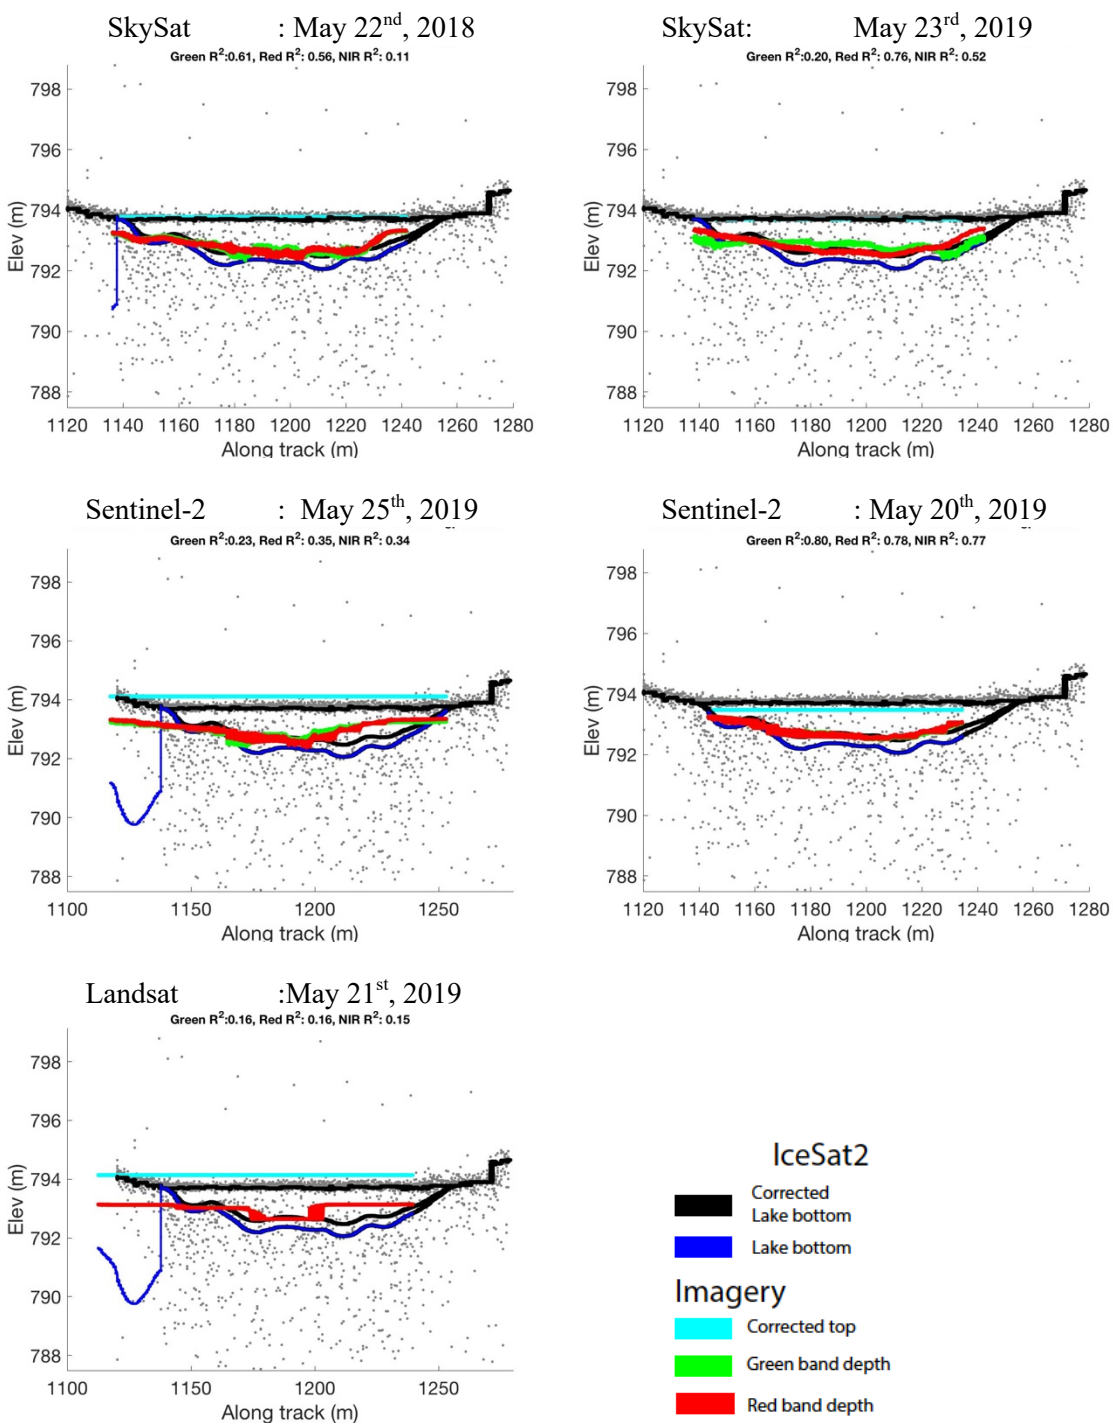 SkySat : May 22nd, 2018
Green R2:0.61, Red R2: 0.56, NIR R2: 0.11
798
796
794
792
790
788
Elev (m)
1120 1140 1160 1180 1200 1220 1240 1260 1280
Along track (m)
SkySat: May 23rd, 2019
Green R2:0.20, Red R2: 0.76, NIR R2: 0.52
798
796
794
792
790
788
Elev (m)
1120 1140 1160 1180 1200 1220 1240 1260 1280
Along track (m)
Sentinel-2 : May 25th, 2019
Green R2:0.23, Red R2: 0.35, NIR R2: 0.34
798
796
794
792
790
788
Elev (m)
1100 1150 1200 1250
Along track (m)
Sentinel-2 : May 20th, 2019
Green R2:0.80, Red R2: 0.78, NIR R2: 0.77
798
796
794
792
790
788
Elev (m)
1120 1140 1160 1180 1200 1220 1240 1260 1280
Along track (m)
Landsat :May 21st, 2019
Green R2:0.16, Red R2: 0.16, NIR R2: 0.15
798
796
794
792
790
788
Elev (m)
1100 1150 1200 1250
Along track (m)
IceSat2
Corrected
Lake bottom
Lake bottom
Imagery
Corrected top
Green band depth
Red band depth